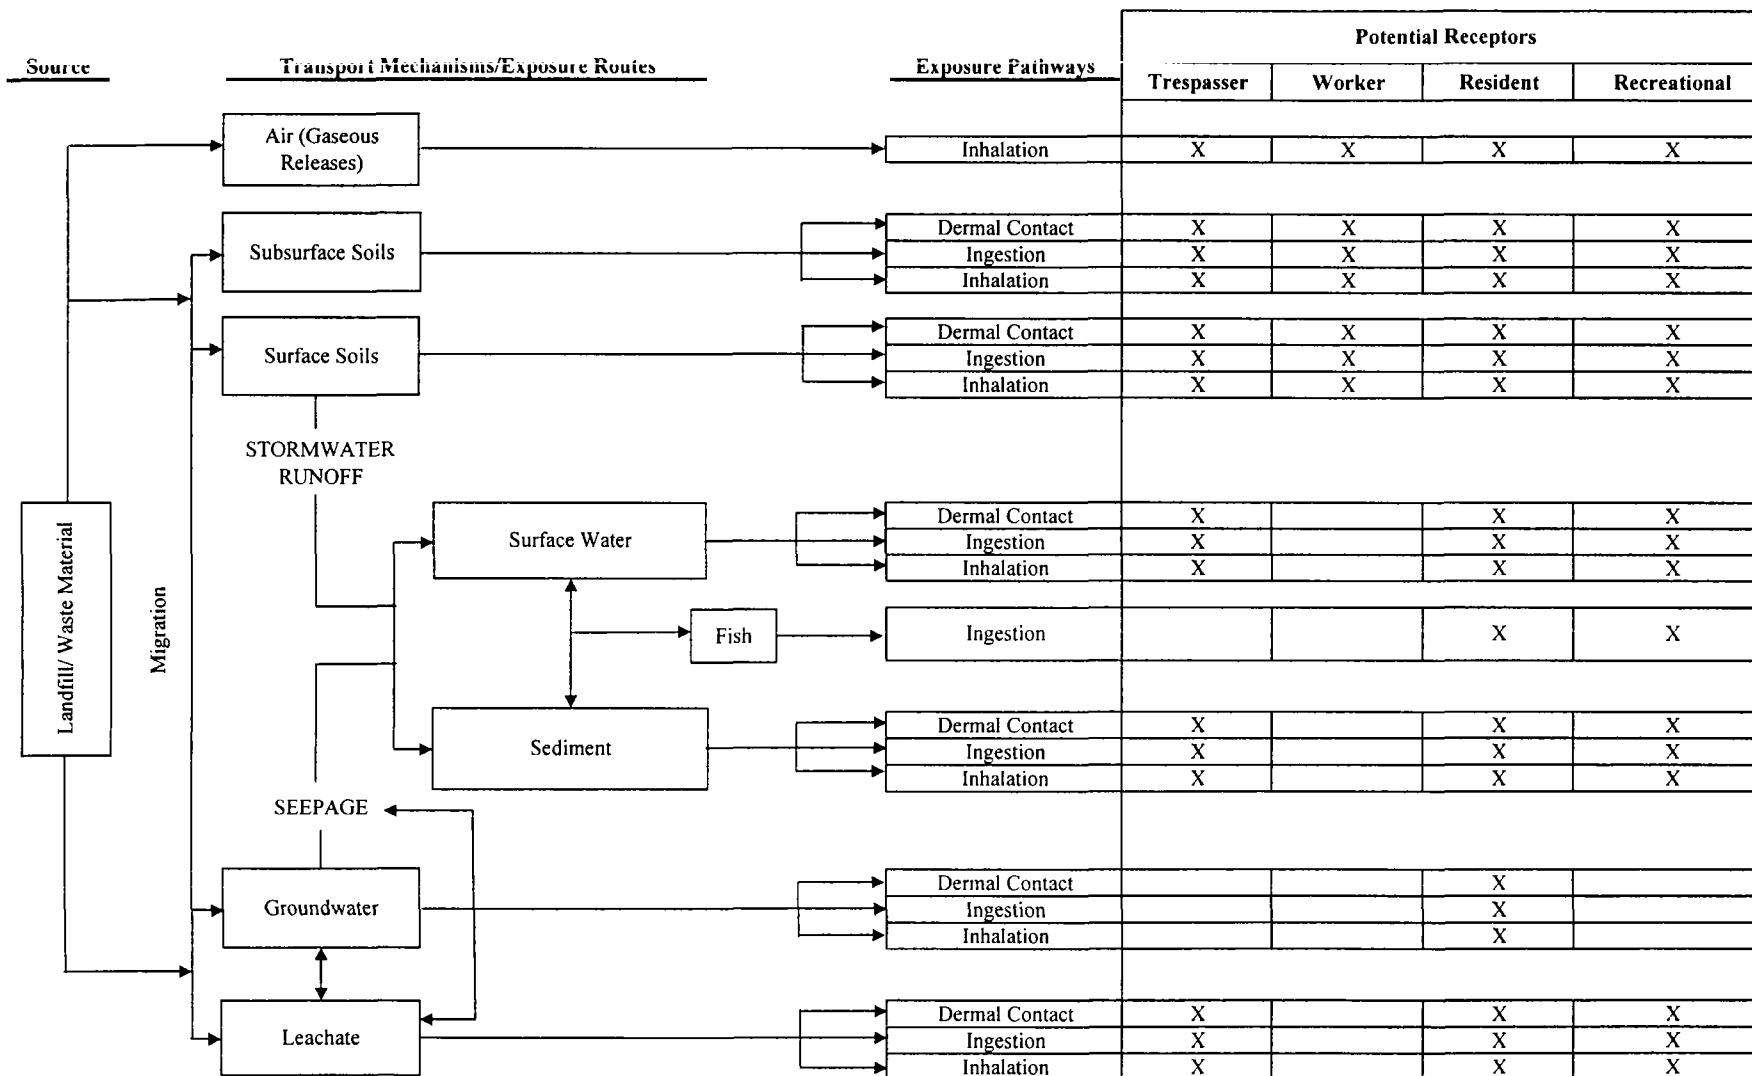 Potential Receptors
Source Transport Mechanisms/Exposure Routes Exposure Pathways
Trespasser Worker Resident Recreational
Air (Gaseous
Releases)
Inhalation X X X X
Dermal Contact X X X X
Subsurface Soils Ingestion X X X X
Inhalation X X X X
Dermal Contact X X X X
Surface Soils Ingestion X X X X
Inhalation X X X X
STORMWATER
RUNOFF
Landfill/ Waste Material
Migration
Dermal Contact X X X
Surface Water Ingestion X X X
Inhalation X X X
Fish Ingestion X X
Dermal Contact X X X
Sediment Ingestion X X X
Inhalation X X X
SEEPAGE
Dermal Contact X
Groundwater Ingestion X
Inhalation X
Dermal Contact X X X
Leachate Ingestion X X X
Inhalation X X X